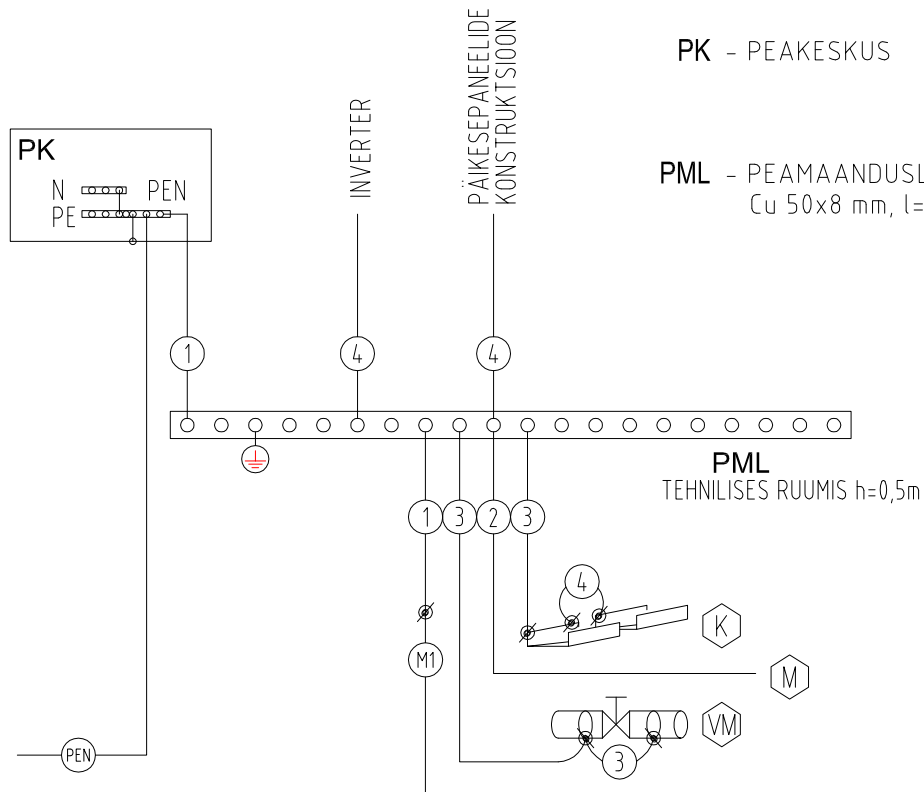 PÄIKESEPANEELIDE
KONSTRUKTSIOON
INVERTER
PK - PEAKESKUS
PK
N PEN
PE
PML - PEAMAANDUSL
Cu 50x8 mm, l=
1
4
4
PML
TEHNILISES RUUMIS h=0,5m
1
3
2
3
4
K
M1
M
VM
PEN
3